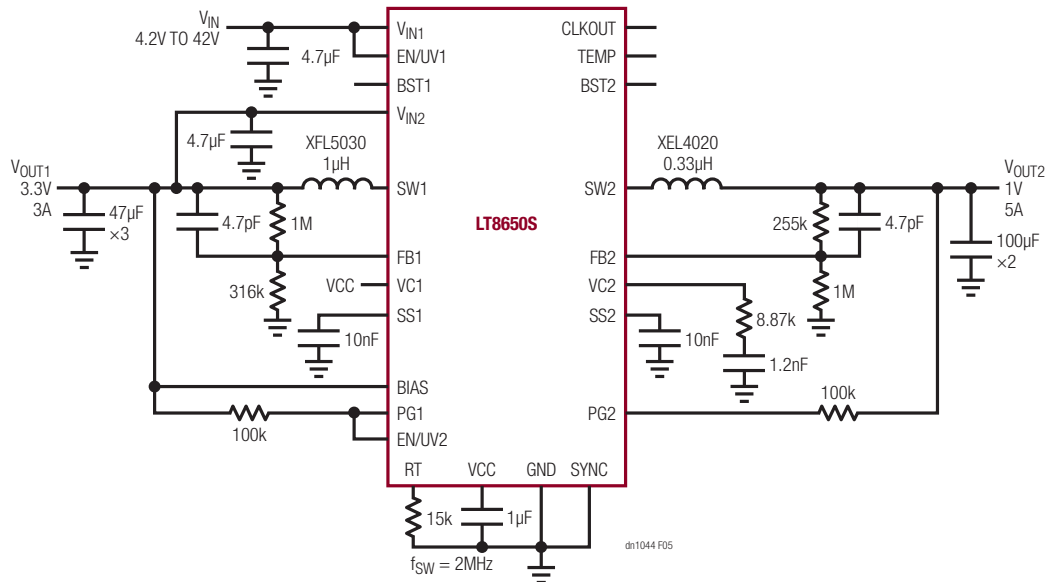 V_IN
4.2V TO 42V
4.7µF
V_IN1
EN/UV1
BST1
V_IN2
4.7µF
XFL5030
1µH
SW1
V_OUT1
3.3V
3A
47µF
×3
4.7pF
1M
FB1
316k
VCC
VC1
SS1
10nF
BIAS
PG1
100k
EN/UV2
LT8650S
CLKOUT
TEMP
BST2
XEL4020
0.33µH
SW2
V_OUT2
1V
5A
255k
4.7pF
100µF
×2
FB2
1M
VC2
8.87k
SS2
10nF
1.2nF
100k
PG2
RT
VCC
GND
SYNC
15k
1µF
f_SW = 2MHz
dn1044 F05